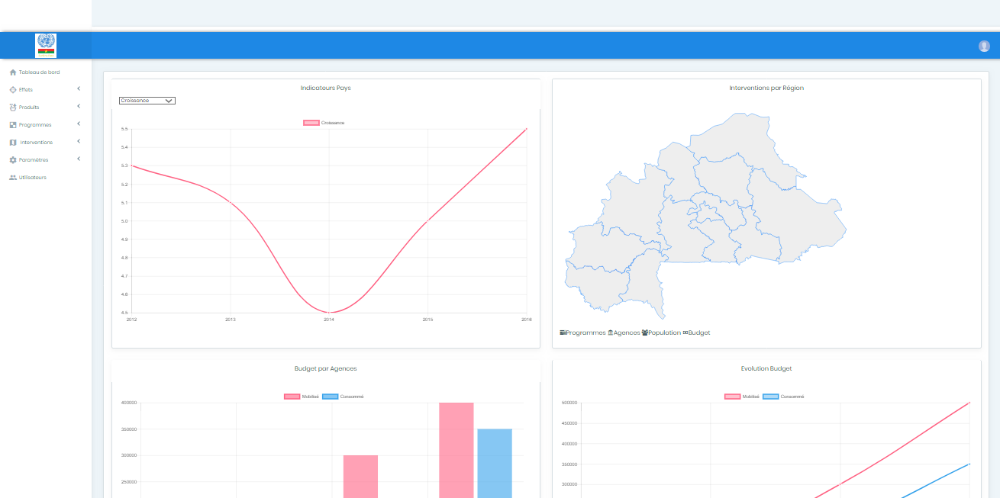 Tableau de bord
Effets
Produits
Programmes
Interventions
Paramètres
Utilisateurs
Indicateurs Pays
Croissance
Croissance
5.5
5.4
5.3
5.2
5.1
5.0
4.9
4.8
4.7
4.6
4.5
2012 2013 2014 2015 2016
Interventions par Région
Programmes Agences Population Budget
Budget par Agences
Mobilisé Consommé
400000
350000
300000
250000
Evolution Budget
Mobilisé Consommé
500000
450000
400000
350000
300000